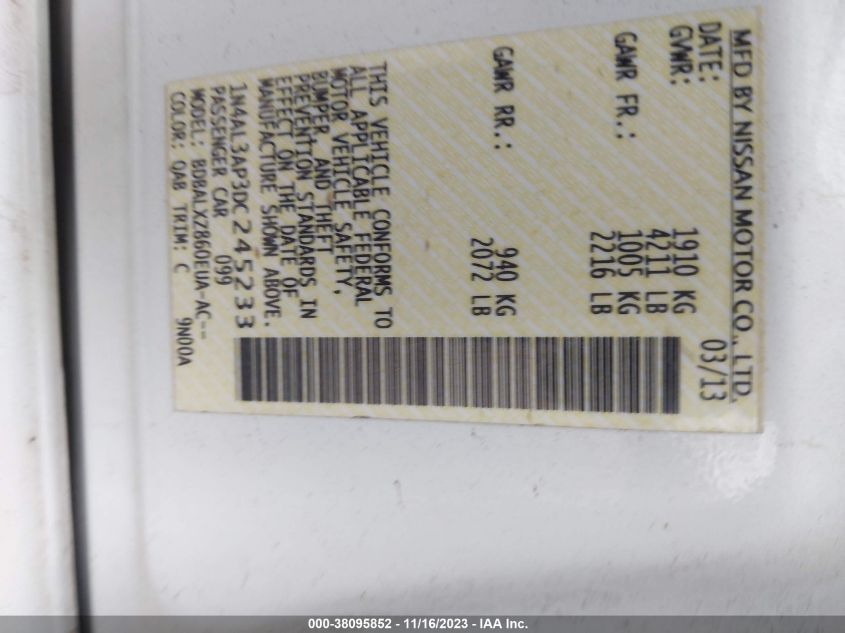 MFD BY NISSAN MOTOR CO., LTD.
DATE: 03/13
GVWR: 1910 KG
4211 LB
GAWR FR.: 1005 KG
2216 LB
GAWR RR.: 940 KG
2072 LB
THIS VEHICLE CONFORMS TO
ALL APPLICABLE FEDERAL
MOTOR VEHICLE SAFETY,
BUMPER, AND THEFT
PREVENTION STANDARDS IN
EFFECT ON THE DATE OF
MANUFACTURE SHOWN ABOVE.
1N4AL3AP3DC245233
PASSENGER CAR 099
MODEL: BDBALXZ860EUA-AC--
COLOR: QAB TRIM: C 9N00A
000-38095852 - 11/16/2023 - IAA Inc.